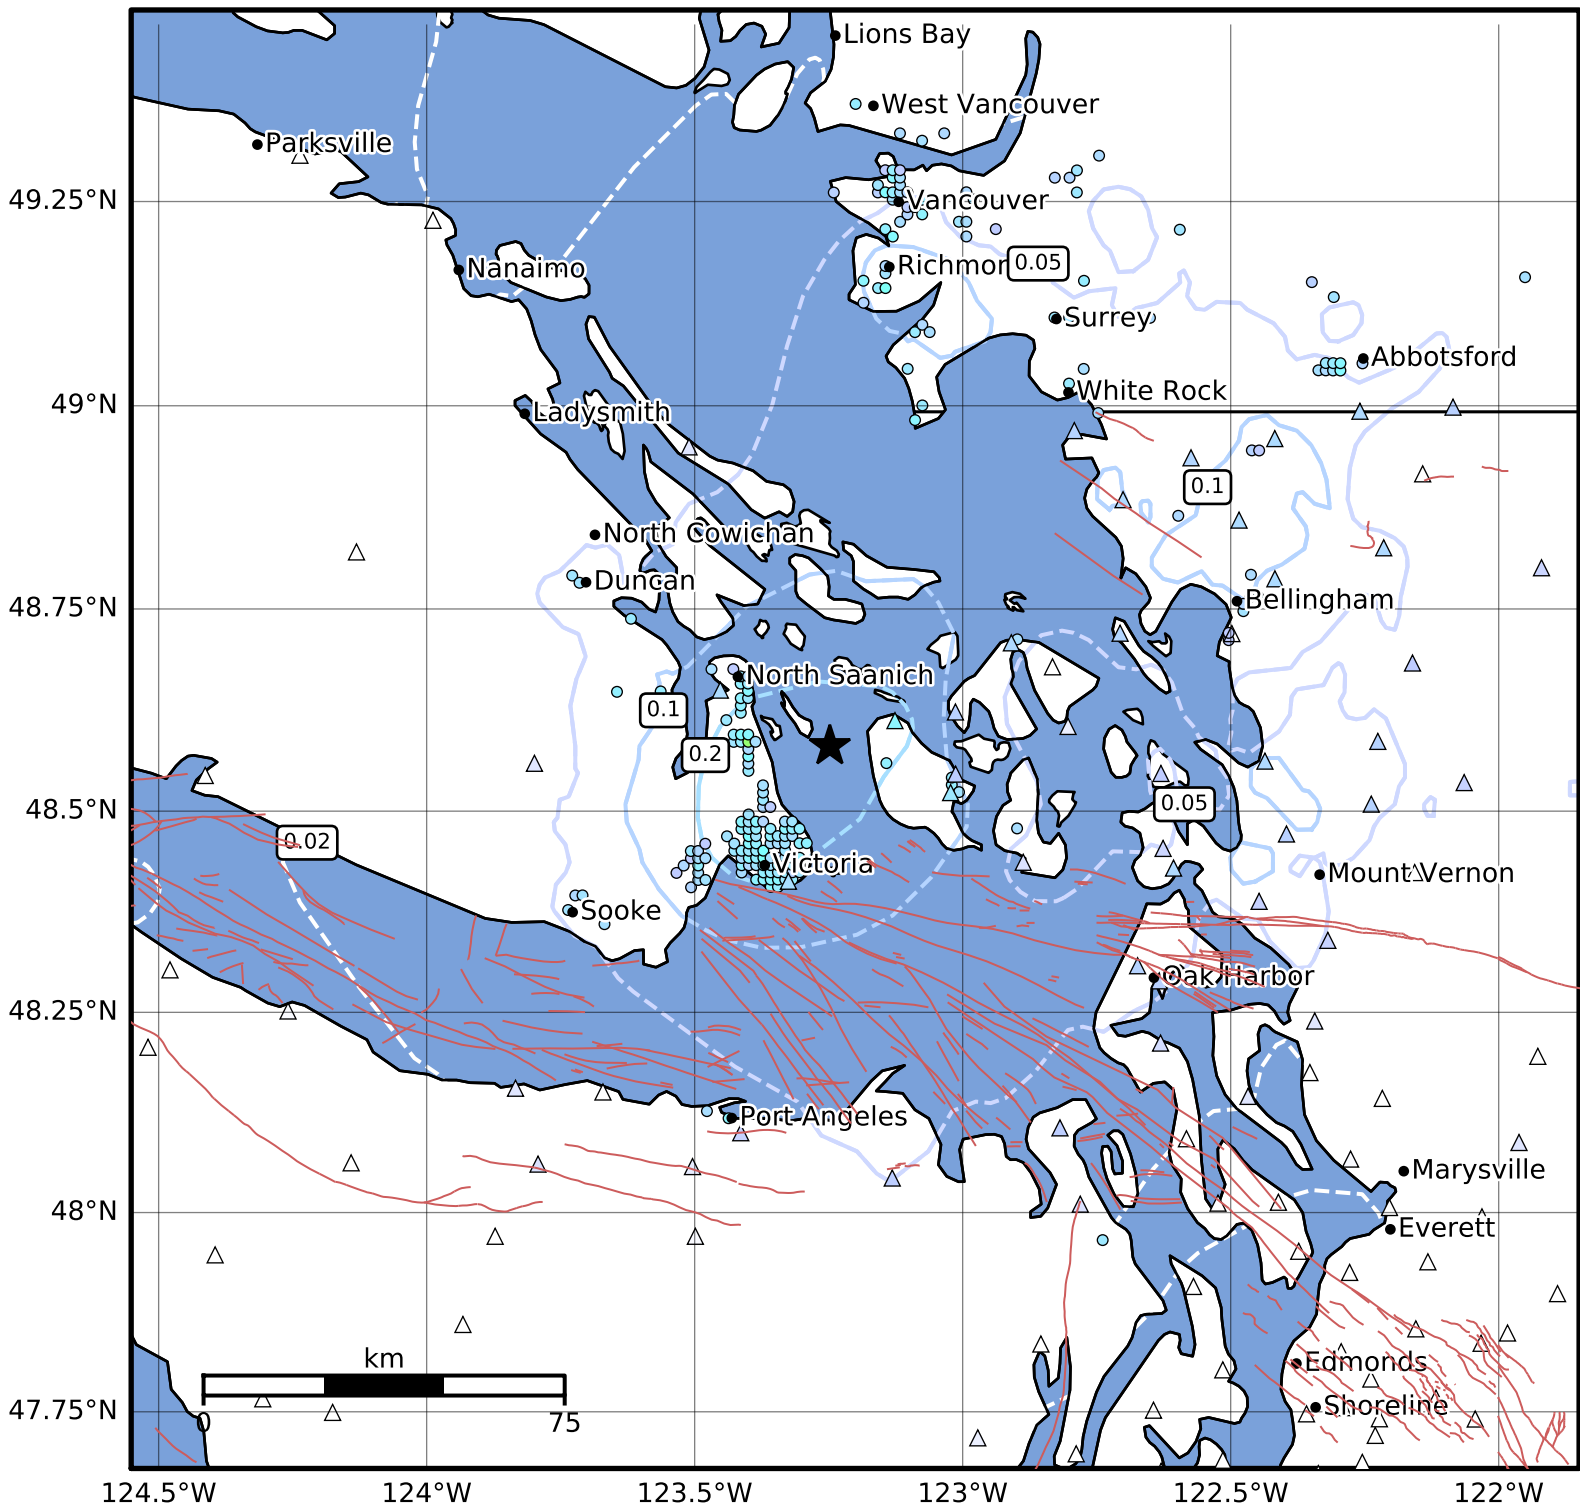 Lions Bay
West Vancouver
Parksville
49.25°N
Vancouver
Nanaimo
Richmon
0.05
Surrey
Abbotsford
White Rock
49°N
Ladysmith
0.1
North Cowichan
Duncan
48.75°N
Bellingham
North Saanich
0.1
0.2
0.05
48.5°N
0.02
Victoria
Mount Vernon
Sooke
Oak Harbor
48.25°N
Port Angeles
Marysville
48°N
Everett
km
Edmonds
47.75°N
0
75
Shoreline
124.5°W
124°W
123.5°W
123°W
122.5°W
122°W